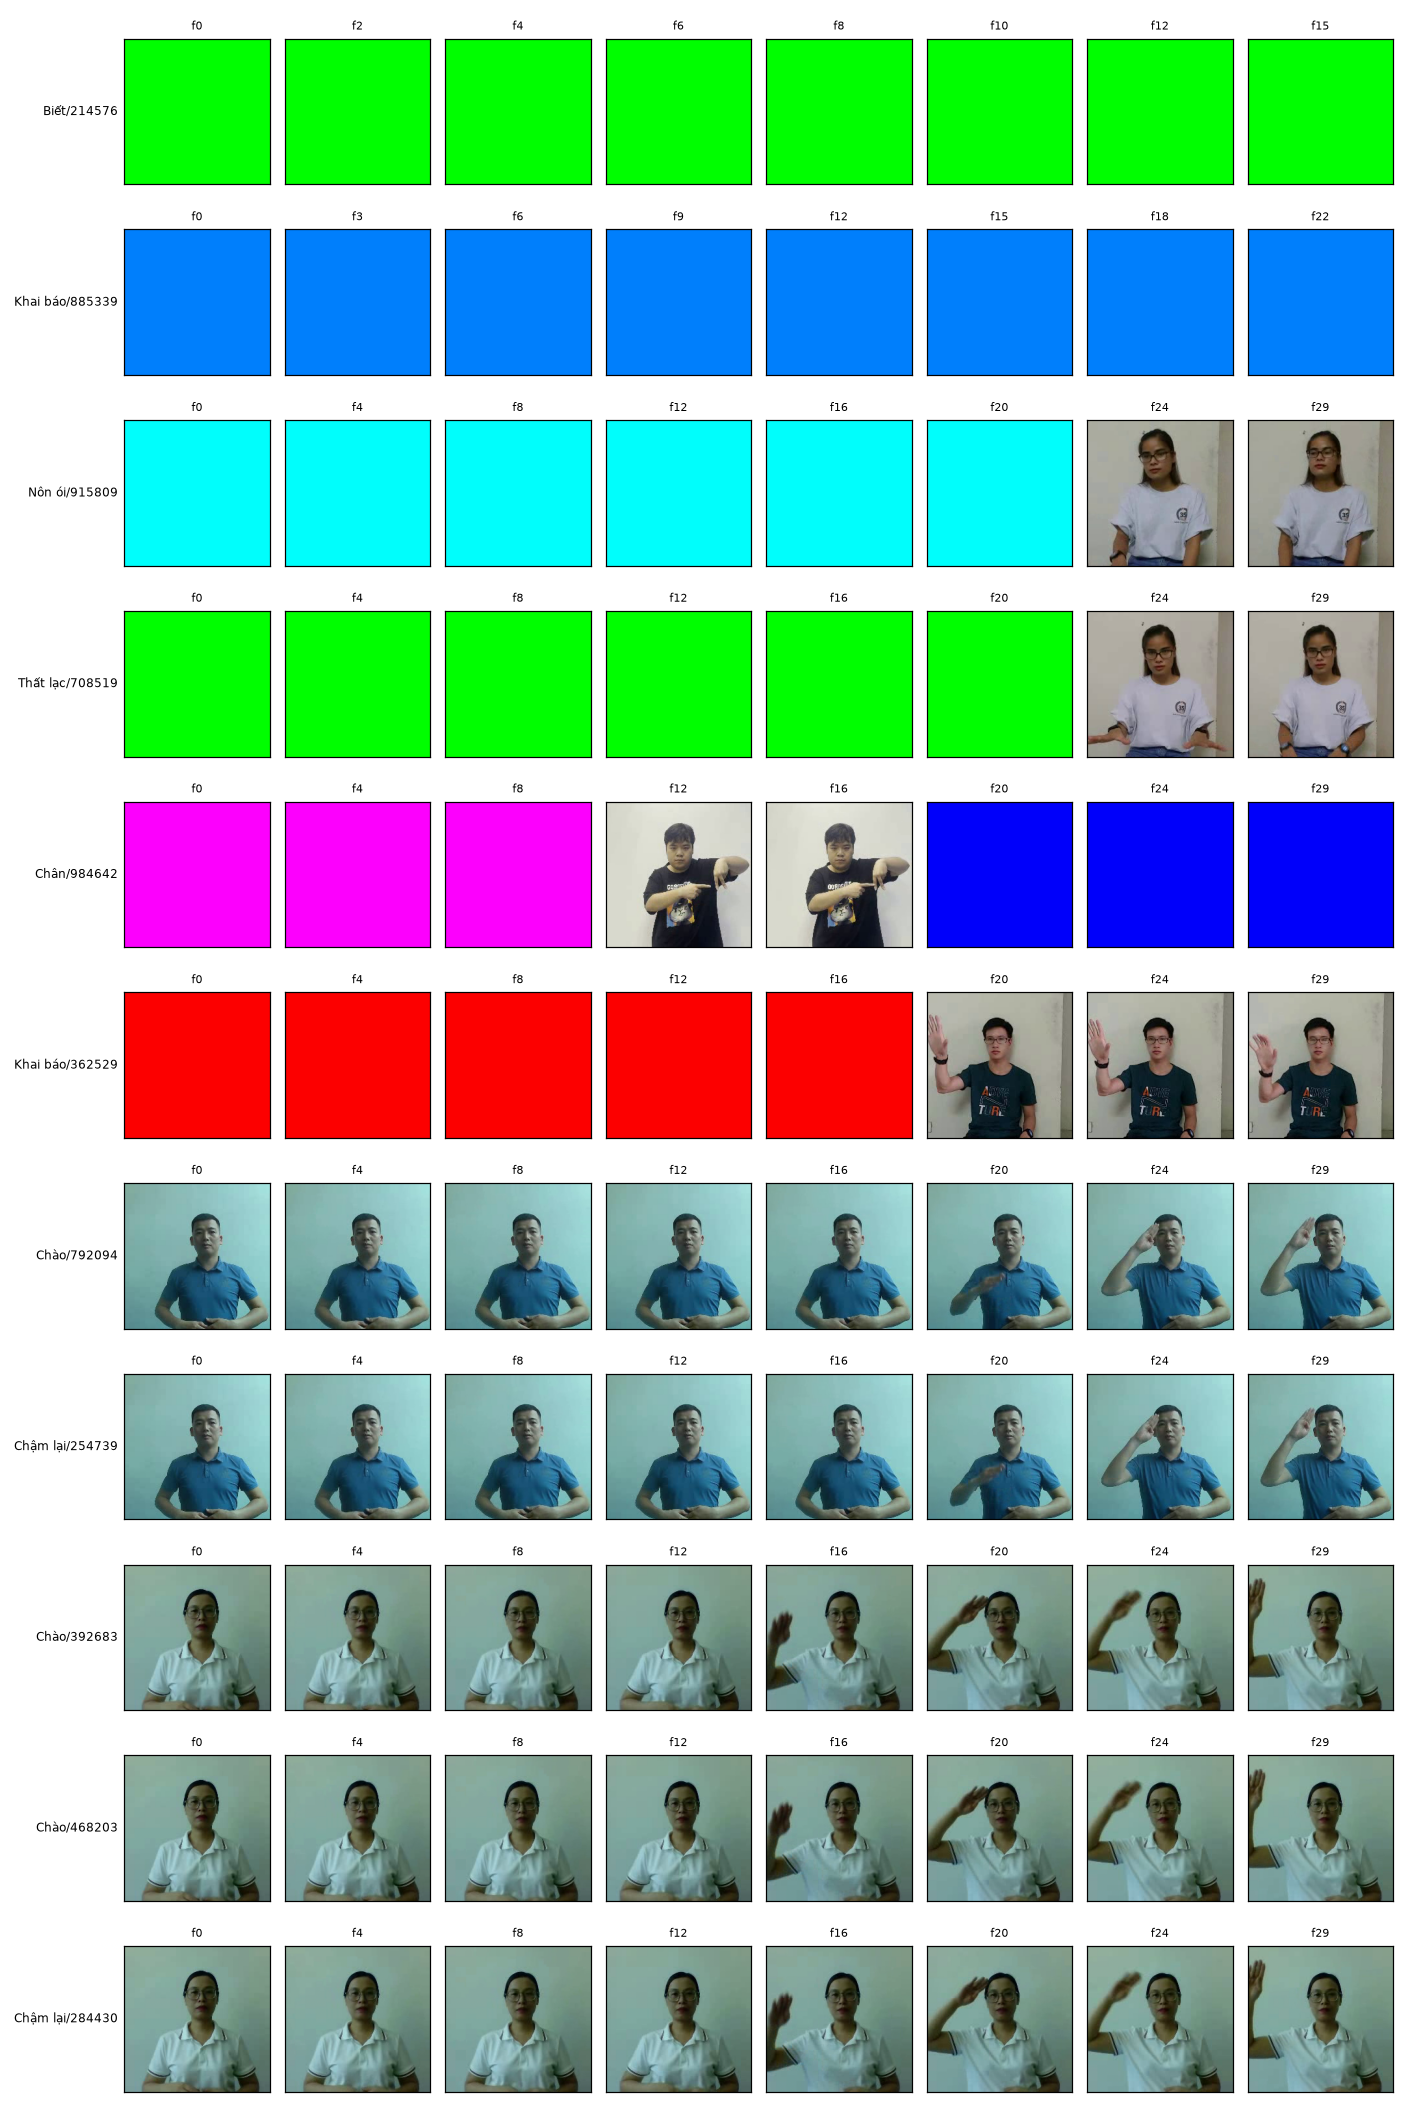 f0 f2 f4 f6 f8 f10 f12 f15
Biết/214576
f0 f3 f6 f9 f12 f15 f18 f22
Khai báo/885339
f0 f4 f8 f12 f16 f20 f24 f29
Nôn ói/915809
f0 f4 f8 f12 f16 f20 f24 f29
Thất lạc/708519
f0 f4 f8 f12 f16 f20 f24 f29
Chân/984642
f0 f4 f8 f12 f16 f20 f24 f29
Khai báo/362529
f0 f4 f8 f12 f16 f20 f24 f29
Chào/792094
f0 f4 f8 f12 f16 f20 f24 f29
Chậm lại/254739
f0 f4 f8 f12 f16 f20 f24 f29
Chào/392683
f0 f4 f8 f12 f16 f20 f24 f29
Chào/468203
f0 f4 f8 f12 f16 f20 f24 f29
Chậm lại/284430